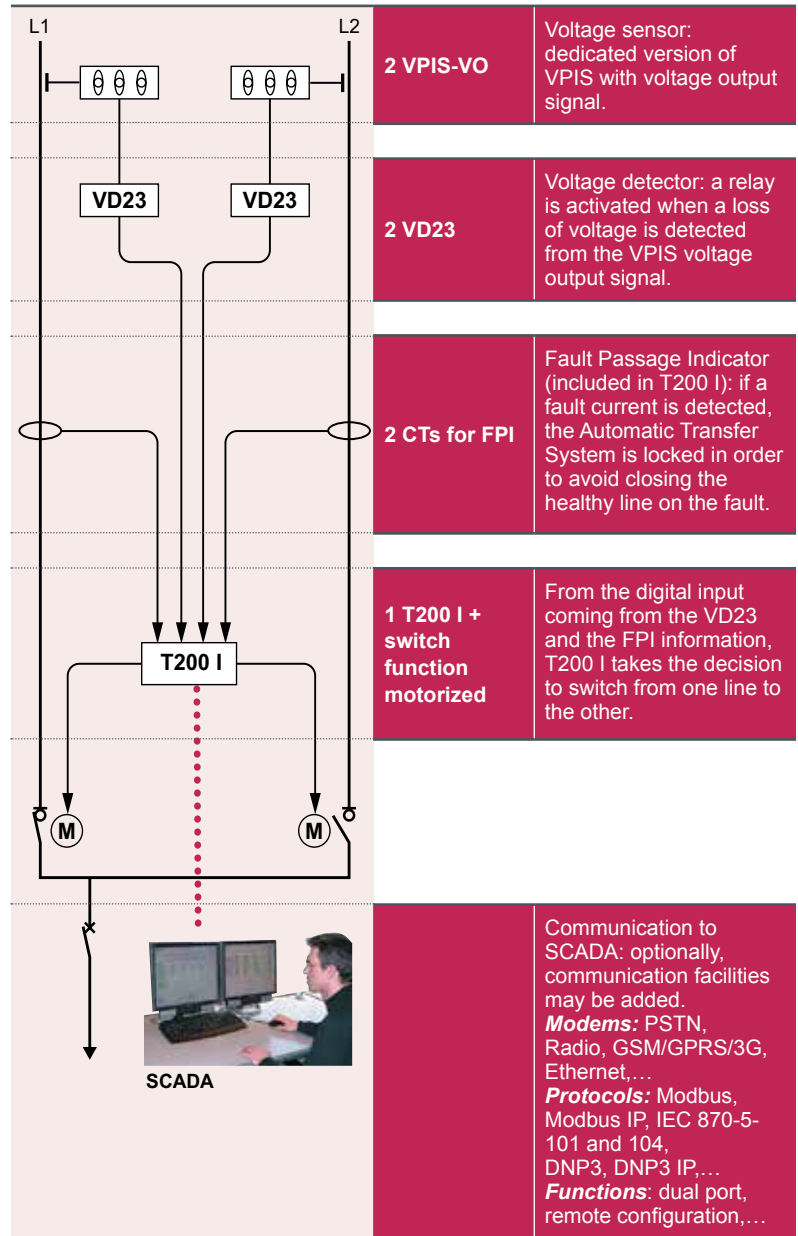 L1
L2
2 VPIS-VO
Voltage sensor:
dedicated version of
VPIS with voltage output
signal.
VD23
VD23
2 VD23
Voltage detector: a relay
is activated when a loss
of voltage is detected
from the VPIS voltage
output signal.
2 CTs for FPI
Fault Passage Indicator
(included in T200 I): if a
fault current is detected,
the Automatic Transfer
System is locked in order
to avoid closing the
healthy line on the fault.
T200 I
1 T200 I +
switch
function
motorized
From the digital input
coming from the VD23
and the FPI information,
T200 I takes the decision
to switch from one line to
the other.
M
M
SCADA
Communication to
SCADA: optionally,
communication facilities
may be added.
Modems: PSTN,
Radio, GSM/GPRS/3G,
Ethernet,…
Protocols: Modbus,
Modbus IP, IEC 870-5-
101 and 104,
DNP3, DNP3 IP,…
Functions: dual port,
remote configuration,…